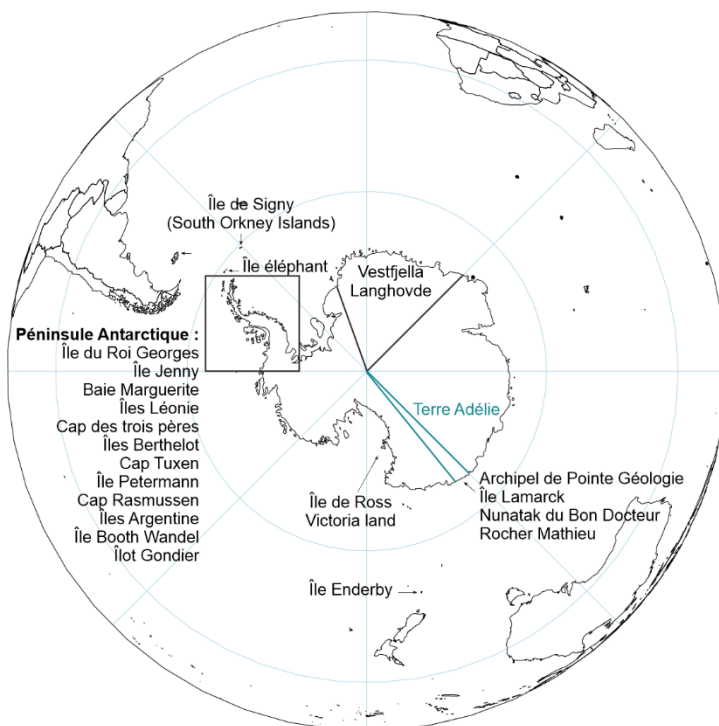 Île de Signy
(South Orkney Islands)
Île éléphant
Vestfjella
Langhovde
Péninsule Antarctique :
Île du Roi Georges
Île Jenny
Baie Marguerite
Îles Léonie
Cap des trois pères
Îles Berthelot
Cap Tuxen
Île Petermann
Cap Rasmussen
Îles Argentine
Île Booth Wandel
Îlot Gondier
Terre Adélie
Île de Ross
Victoria land
Archipel de Pointe Géologie
Île Lamarck
Nunatak du Bon Docteur
Rocher Mathieu
Île Enderby